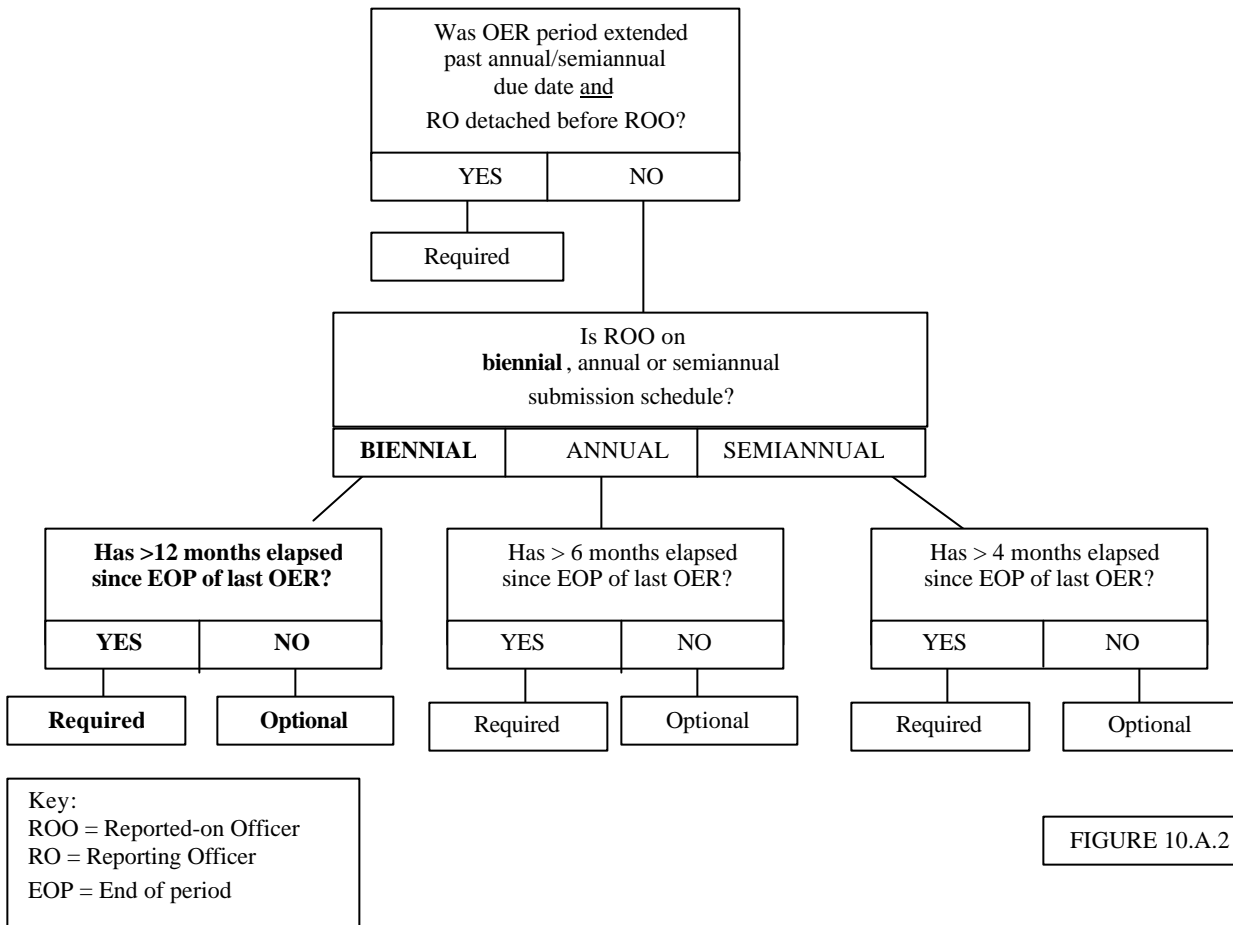 Was OER period extended
past annual/semiannual
due date and
RO detached before ROO?
YES
NO
Required
Is ROO on
biennial , annual or semiannual
submission schedule?
BIENNIAL
ANNUAL
SEMIANNUAL
Has >12 months elapsed
since EOP of last OER?
YES
NO
Required
Optional
Has > 6 months elapsed
since EOP of last OER?
YES
NO
Required
Optional
Has > 4 months elapsed
since EOP of last OER?
YES
NO
Required
Optional
Key:
ROO = Reported-on Officer
RO = Reporting Officer
EOP = End of period
FIGURE 10.A.2